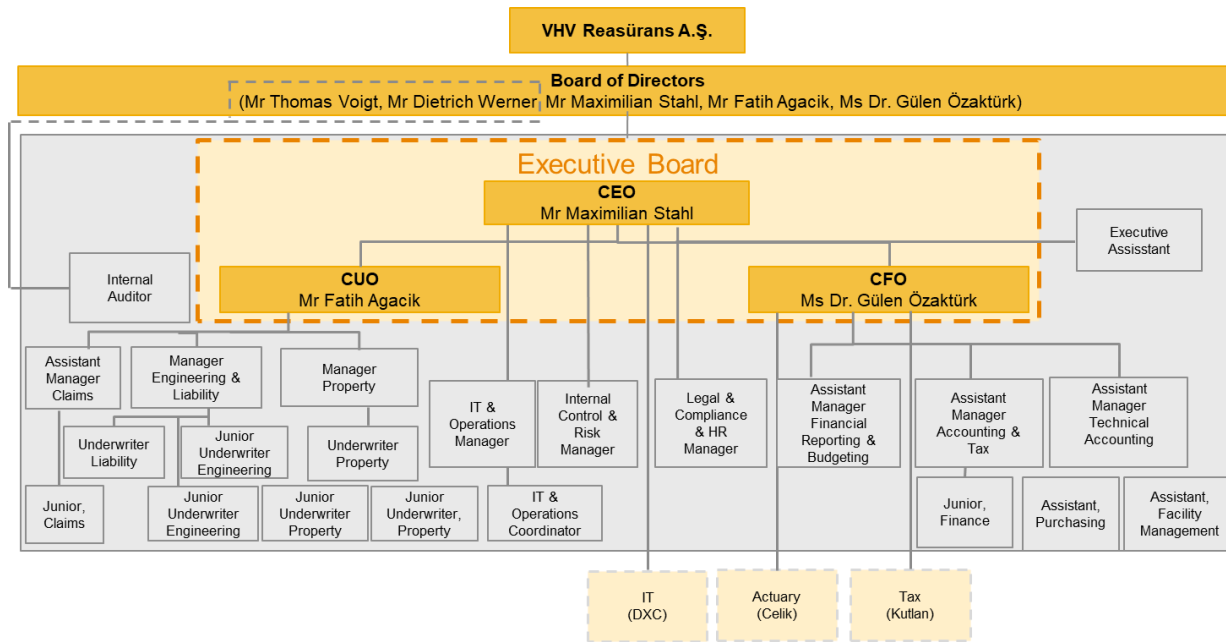 VHV Reasürans A.Ş.
Board of Directors
(Mr Thomas Voigt, Mr Dietrich Werner, Mr Maximilian Stahl, Mr Fatih Agacik, Ms Dr. Gülen Özaktürk)
Executive Board
CEO
Mr Maximilian Stahl
Executive
Assisstant
Internal
Auditor
CUO
Mr Fatih Agacik
CFO
Ms Dr. Gülen Özaktürk
Assistant
Manager
Claims
Manager
Engineering &
Liability
Manager
Property
IT &
Operations
Manager
Internal
Control &
Risk
Manager
Legal &
Compliance
& HR
Manager
Assistant
Manager
Financial
Reporting &
Budgeting
Assistant
Manager
Accounting &
Tax
Assistant
Manager
Technical
Accounting
Underwriter
Liability
Junior
Underwriter
Engineering
Underwriter
Property
Junior,
Claims
Junior
Underwriter
Engineering
Junior
Underwriter
Property
Junior
Underwriter,
Property
IT &
Operations
Coordinator
Junior,
Finance
Assistant,
Purchasing
Assistant,
Facility
Management
IT
(DXC)
Actuary
(Celik)
Tax
(Kutlan)